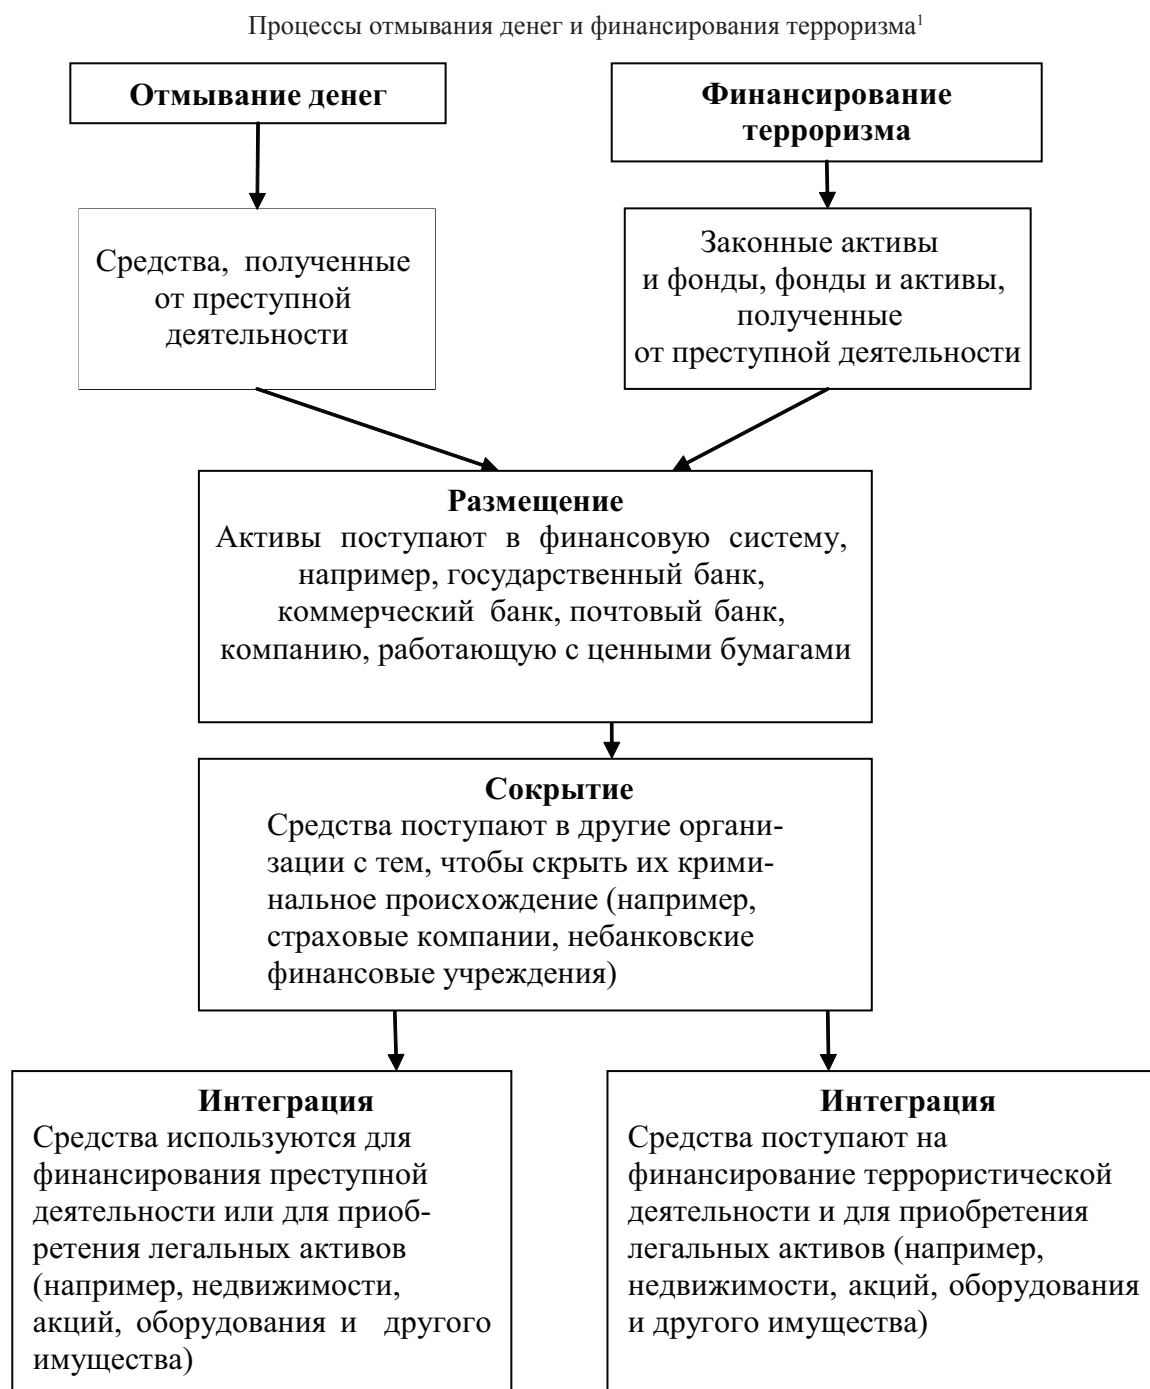 Процессы отмывания денег и финансирования терроризма¹
Отмывание денег
Финансирование
терроризма
Средства, полученные
от преступной
деятельности
Законные активы
и фонды, фонды и активы,
полученные
от преступной деятельности
Размещение
Активы поступают в финансовую систему,
например, государственный банк,
коммерческий банк, почтовый банк,
компанию, работающую с ценными бумагами
Сокрытие
Средства поступают в другие органи-
зации с тем, чтобы скрыть их крими-
нальное происхождение (например,
страховые компании, небанковские
финансовые учреждения)
Интеграция
Средства используются для
финансирования преступной
деятельности или для приоб-
ретения легальных активов
(например, недвижимости,
акций, оборудования и другого
имущества)
Интеграция
Средства поступают на
финансирование террористической
деятельности и для приобретения
легальных активов (например,
недвижимости, акций, оборудования
и другого имущества)